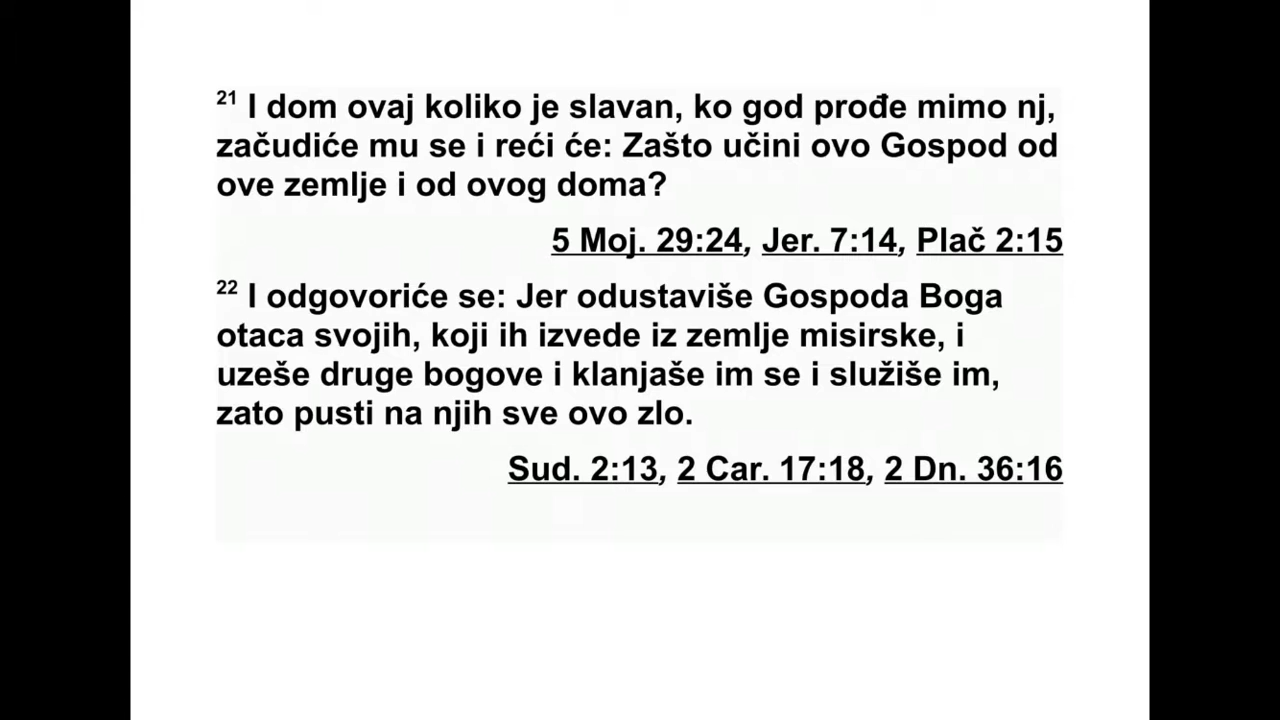 21 I dom ovaj koliko je slavan, ko god prođe mimo nj,
začudiće mu se i reći će: Zašto učini ovo Gospod od
ove zemlje i od ovog doma?
5 Moj. 29:24, Jer. 7:14, Plač 2:15
22 I odgovoriće se: Jer odustaviše Gospoda Boga
otaca svojih, koji ih izvede iz zemlje misirske, i
uzeše druge bogove i klanjaše im se i služiše im,
zato pusti na njih sve ovo zlo.
Sud. 2:13, 2 Car. 17:18, 2 Dn. 36:16